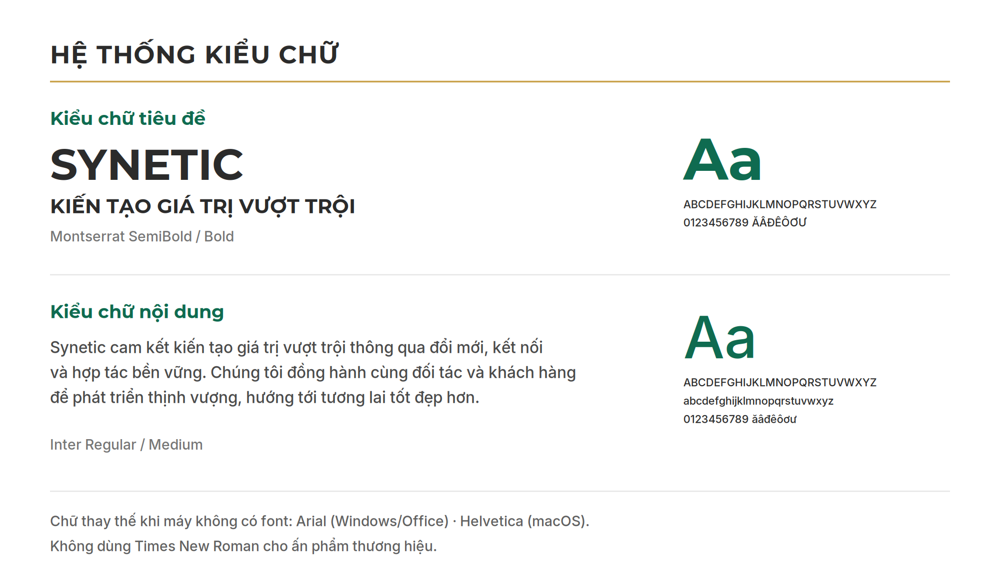 HỆ THỐNG KIỂU CHỮ
Kiểu chữ tiêu đề
SYNETIC
KIẾN TẠO GIÁ TRỊ VƯỢT TRỘI
Montserrat SemiBold / Bold
Aa
ABCDEFGHIJKLMNOPQRSTUVWXYZ
0123456789 ĂÂĐÊÔƠƯ
Kiểu chữ nội dung
Synetic cam kết kiến tạo giá trị vượt trội thông qua đổi mới, kết nối
và hợp tác bền vững. Chúng tôi đồng hành cùng đối tác và khách hàng
để phát triển thịnh vượng, hướng tới tương lai tốt đẹp hơn.
Inter Regular / Medium
Aa
ABCDEFGHIJKLMNOPQRSTUVWXYZ
abcdefghijklmnopqrstuvwxyz
0123456789 ăâđêôơư
Chữ thay thế khi máy không có font: Arial (Windows/Office) · Helvetica (macOS).
Không dùng Times New Roman cho ấn phẩm thương hiệu.